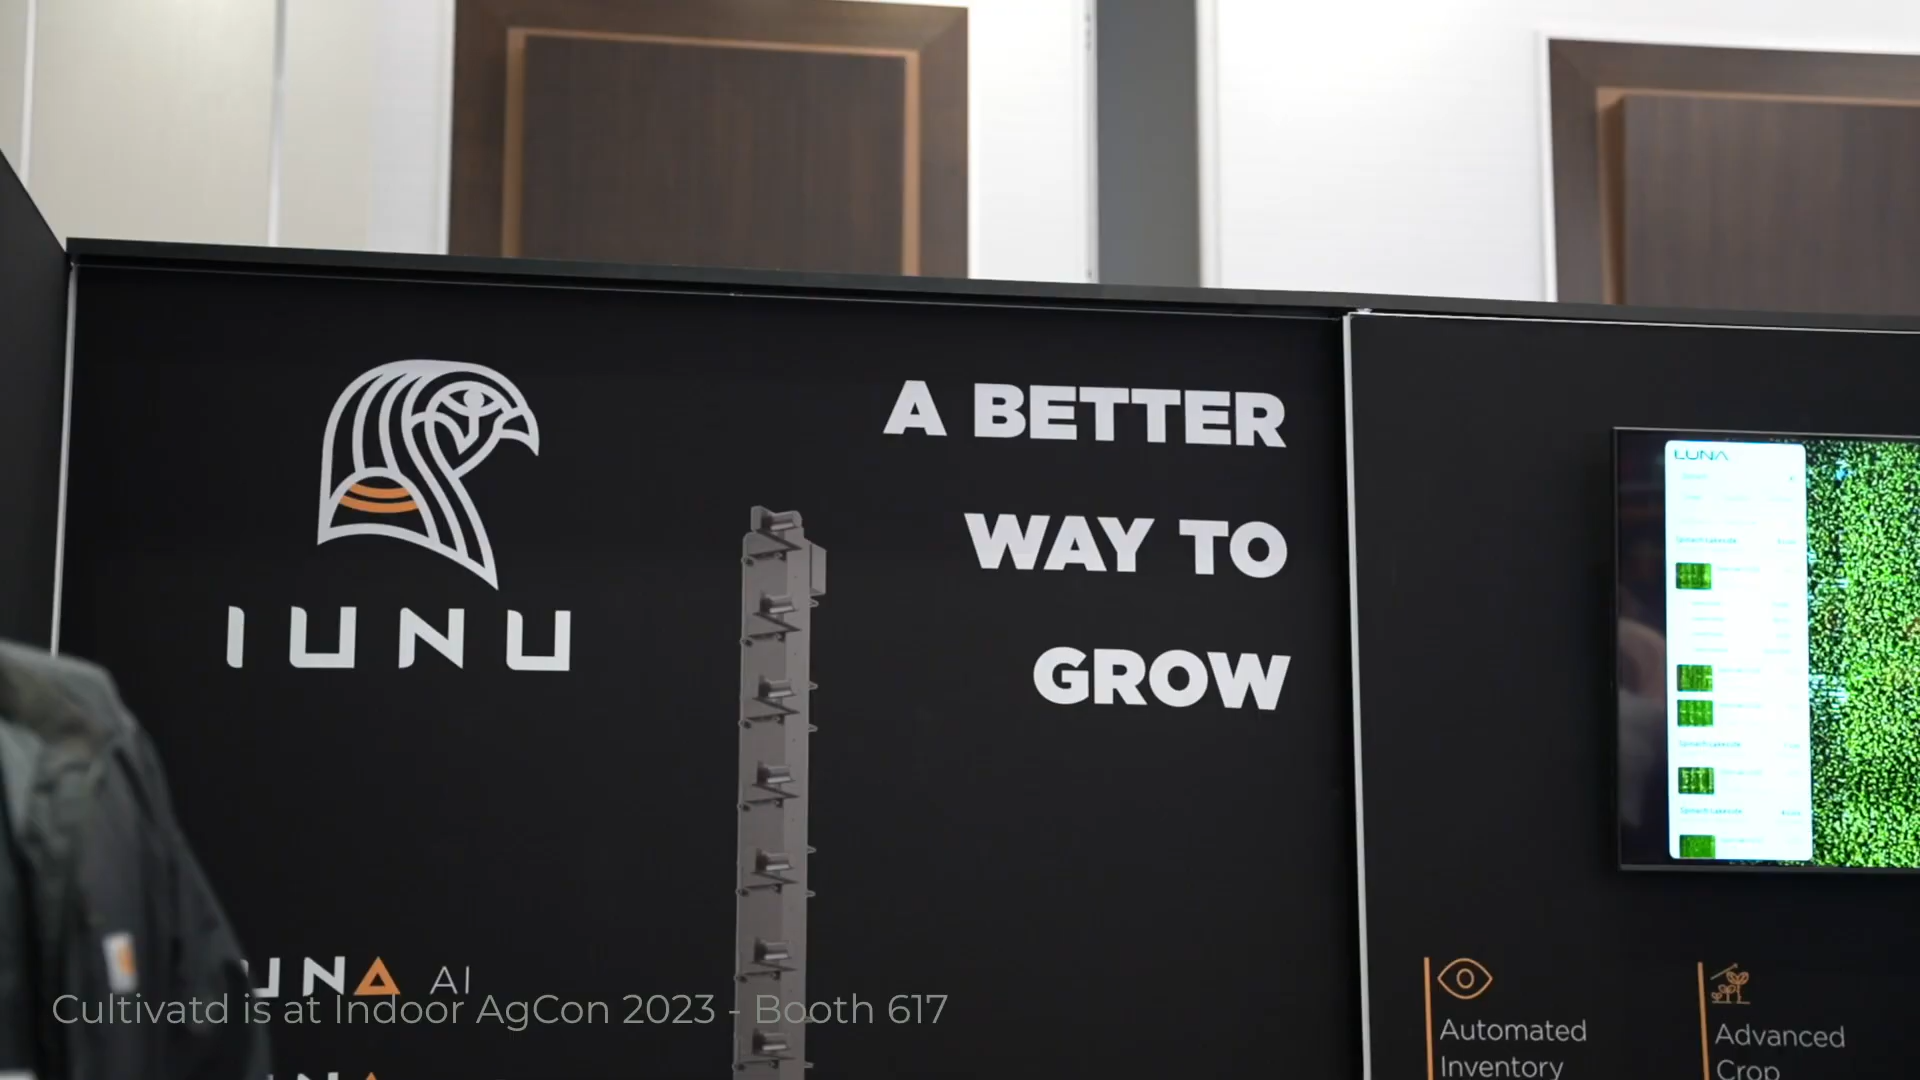 IUNU
A BETTER
WAY TO
GROW
LUNA
UNA AI
Cultivatd is at Indoor AgCon 2023 - Booth 617
Automated
Inventory
Advanced
Crop